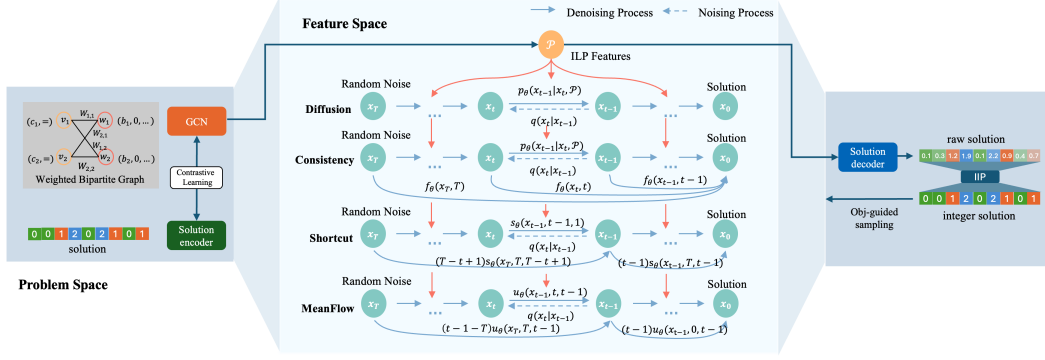 Feature Space
Denoising Process
Noising Process
𝒫
ILP Features
Random Noise
Solution
Diffusion
x_T
...
x_t
p_θ(x_{t−1}|x_t, 𝒫)
q(x_t|x_{t−1})
x_{t−1}
...
x_0
Random Noise
Solution
Consistency
x_T
...
x_t
p_θ(x_{t−1}|x_t, 𝒫)
q(x_t|x_{t−1})
x_{t−1}
...
x_0
f_θ(x_T, T)
f_θ(x_t, t)
f_θ(x_{t−1}, t − 1)
Random Noise
Solution
Shortcut
x_T
...
x_t
s_θ(x_{t−1}, t − 1, 1)
q(x_t|x_{t−1})
x_{t−1}
...
x_0
(T − t + 1)s_θ(x_T, T, T − t + 1)
(t − 1)s_θ(x_{t−1}, T, t − 1)
Random Noise
Solution
MeanFlow
x_T
...
x_t
u_θ(x_{t−1}, t, t − 1)
q(x_t|x_{t−1})
x_{t−1}
...
x_0
(t − 1 − T)u_θ(x_T, T, t − 1)
(t − 1)u_θ(x_{t−1}, 0, t − 1)
(c_1, =)
v_1
W_{1,1}
w_1
(b_1, 0, ...)
W_{2,1}
W_{1,2}
(c_2, =)
v_2
W_{2,2}
w_2
(b_2, 0, ...)
Weighted Bipartite Graph
GCN
Contrastive
Learning
Solution
encoder
0 0 1 2 0 2 1 0 1
solution
Problem Space
Solution
decoder
raw solution
0.1 0.3 1.2 1.9 0.1 2.2 0.9 0.4 0.7
IIP
0 0 1 2 0 2 1 0 1
integer solution
Obj-guided
sampling